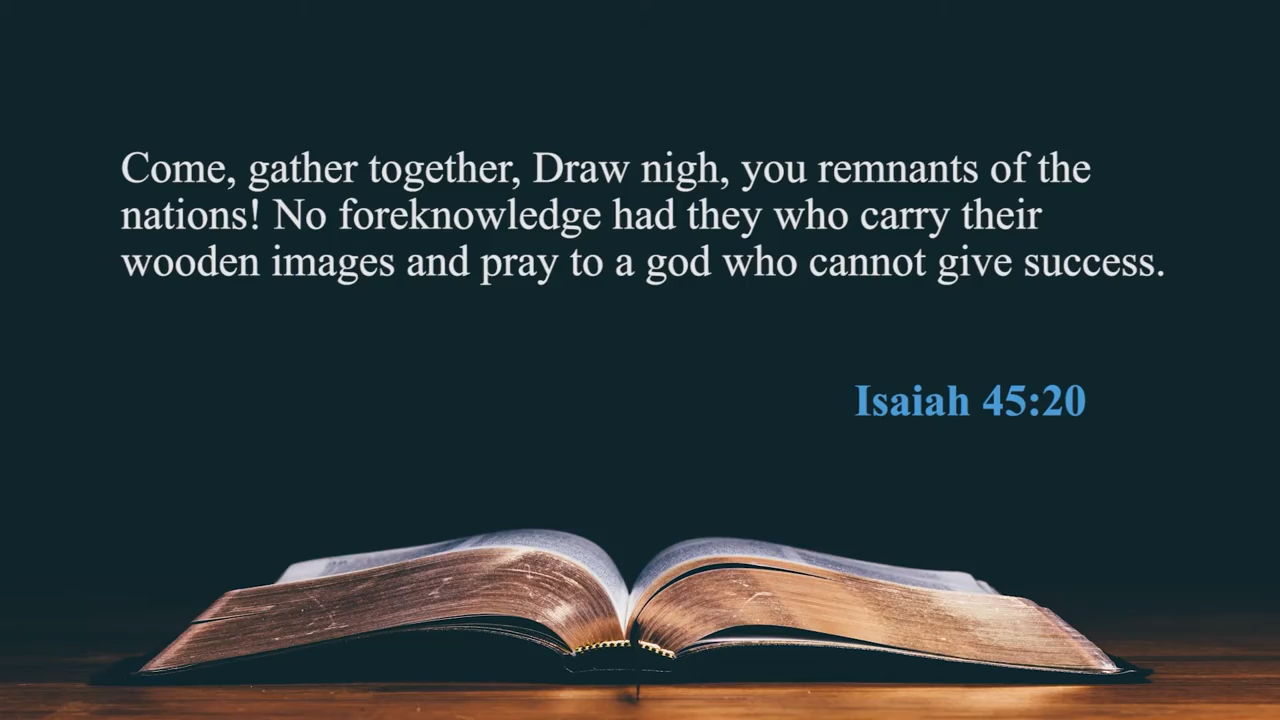 Come, gather together, Draw nigh, you remnants of the
nations! No foreknowledge had they who carry their
wooden images and pray to a god who cannot give success.
Isaiah 45:20